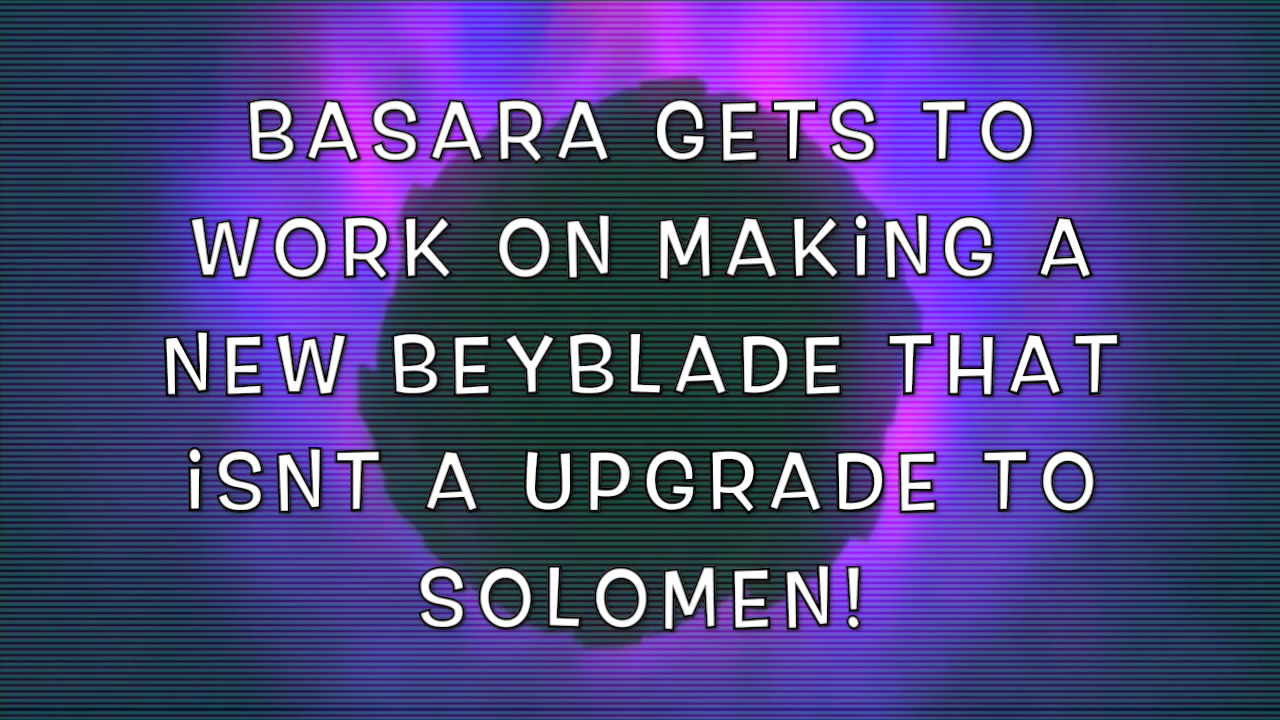 BASARA GETS TO
WORK ON MAKiNG A
NEW BEYBLADE THAT
iSNT A UPGRADE TO
SOLOMEN!